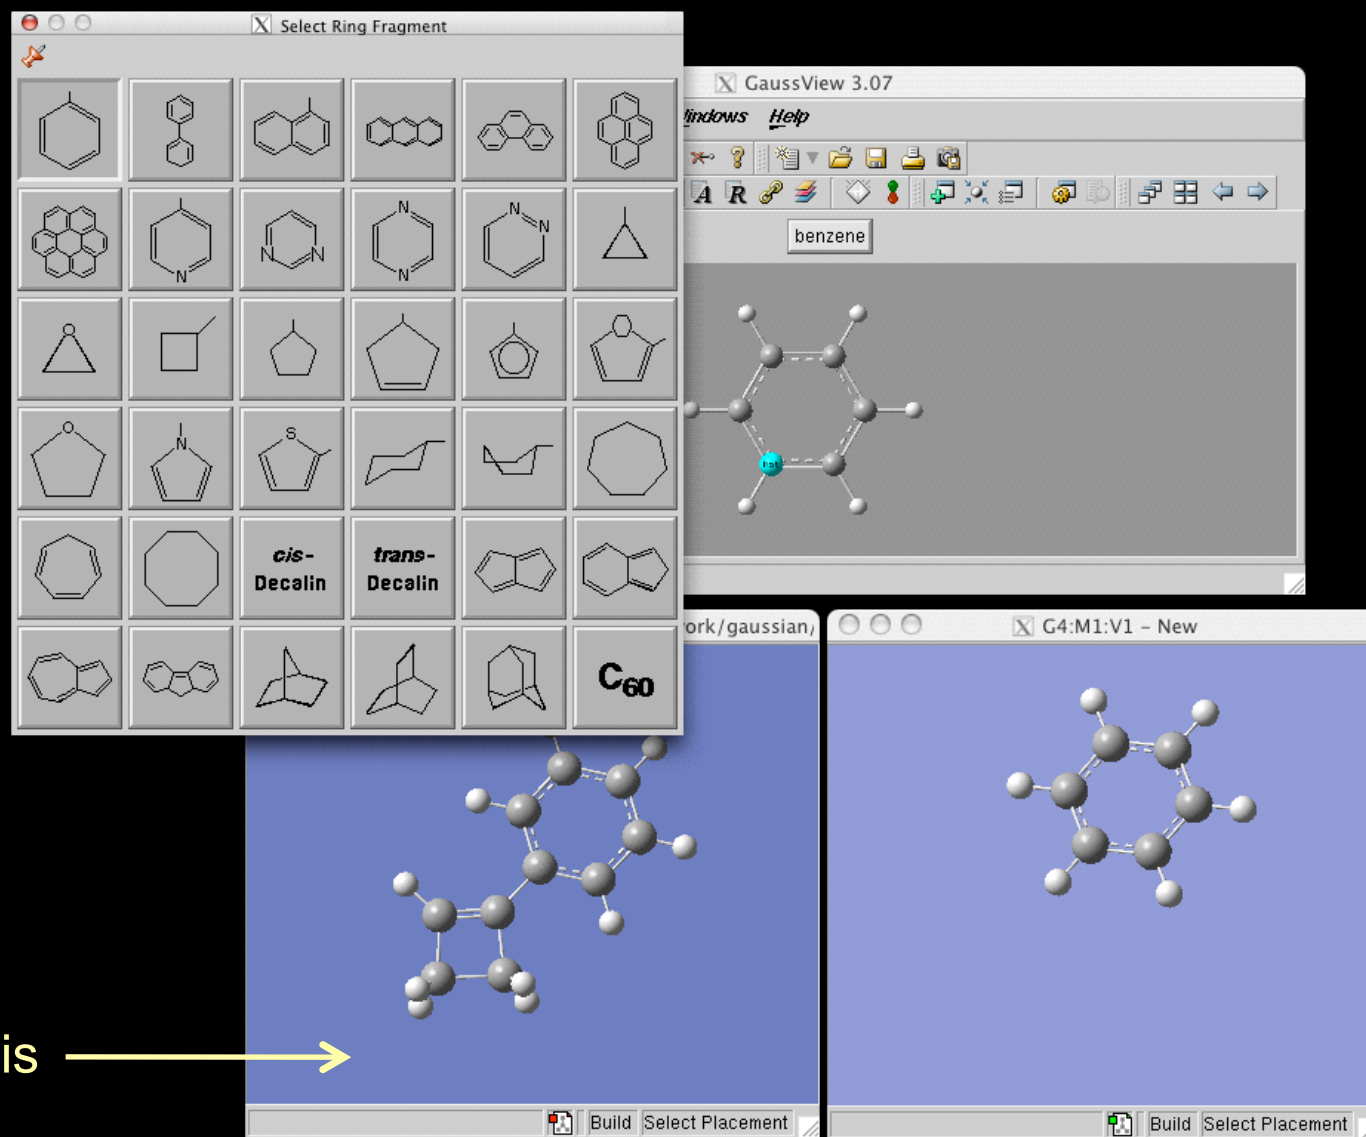 Select Ring Fragment
GaussView 3.07
indows Help
A R
benzene
N
N N
N
N
N
N
O
O
O
N
S
cis-
Decalin
trans-
Decalin
C60
ork/gaussian/
G4:M1:V1 - New
is
Build Select Placement
Build Select Placement